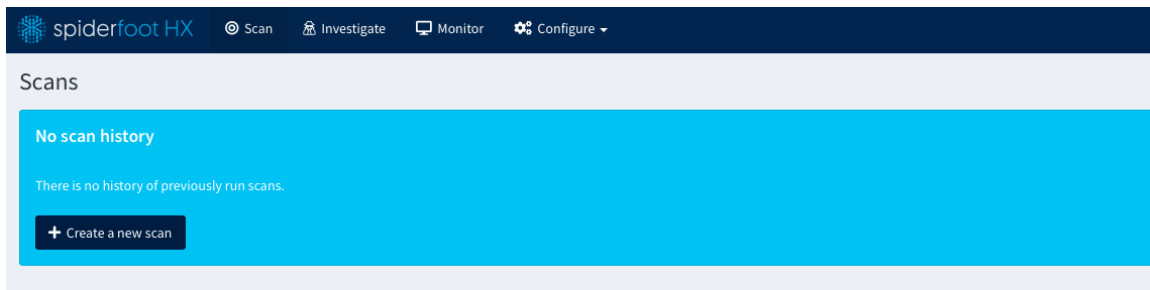 spiderfoot HX Scan Investigate Monitor Configure
Scans
No scan history
There is no history of previously run scans.
Create a new scan